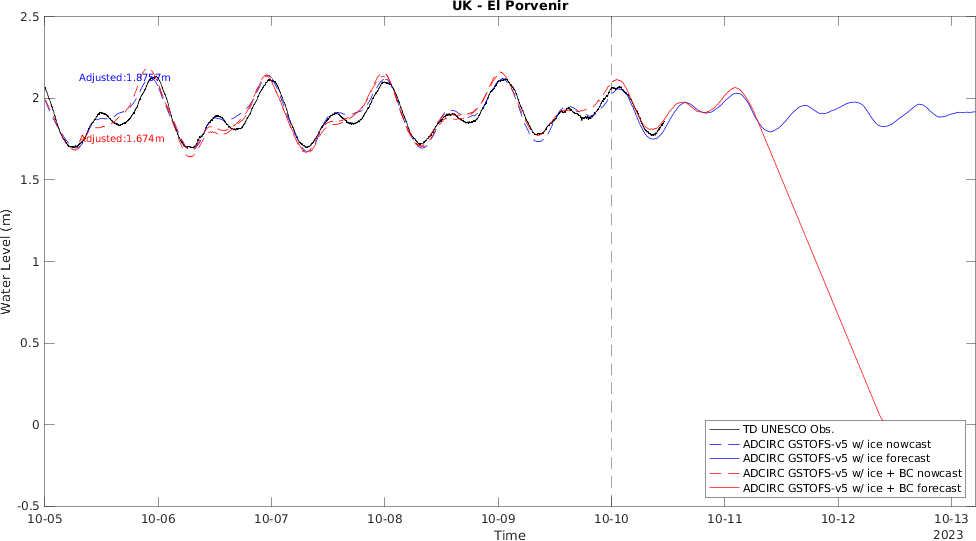 UK - El Porvenir
2.5
2
1.5
1
0.5
0
-0.5
Water Level (m)
Adjusted:1.8757m
Adjusted:1.674m
TD UNESCO Obs.
ADCIRC GSTOFS-v5 w/ ice nowcast
ADCIRC GSTOFS-v5 w/ ice forecast
ADCIRC GSTOFS-v5 w/ ice + BC nowcast
ADCIRC GSTOFS-v5 w/ ice + BC forecast
10-05 10-06 10-07 10-08 10-09 10-10 10-11 10-12 10-13
Time
2023